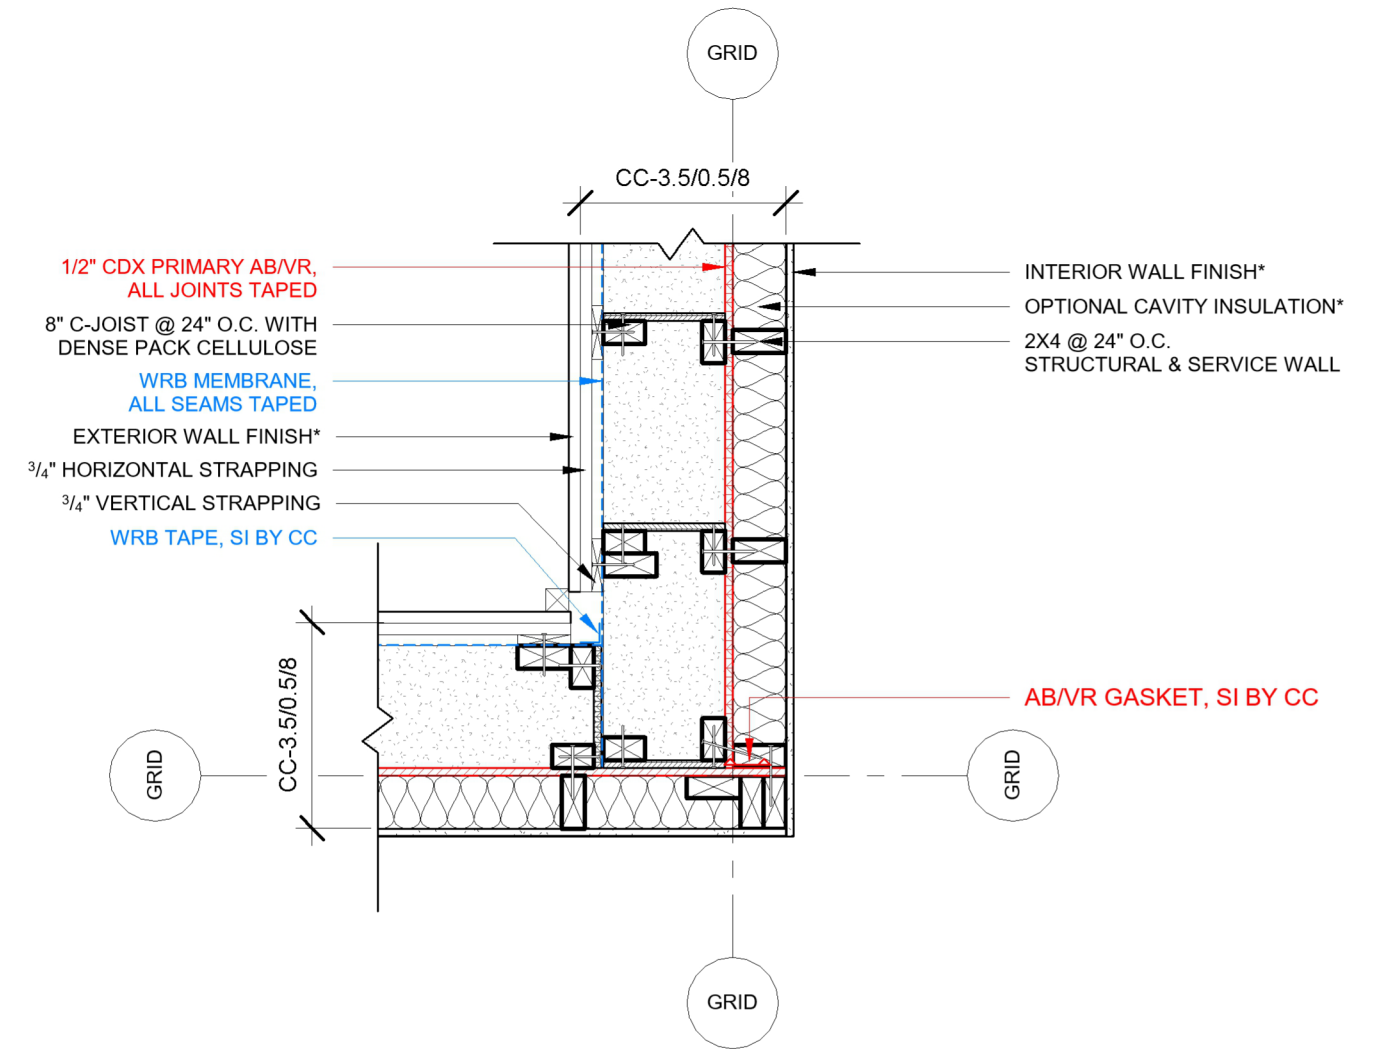 GRID
CC-3.5/0.5/8
1/2" CDX PRIMARY AB/VR,
ALL JOINTS TAPED
8" C-JOIST @ 24" O.C. WITH
DENSE PACK CELLULOSE
WRB MEMBRANE,
ALL SEAMS TAPED
EXTERIOR WALL FINISH*
3/4" HORIZONTAL STRAPPING
3/4" VERTICAL STRAPPING
WRB TAPE, SI BY CC
INTERIOR WALL FINISH*
OPTIONAL CAVITY INSULATION*
2X4 @ 24" O.C.
STRUCTURAL & SERVICE WALL
CC-3.5/0.5/8
AB/VR GASKET, SI BY CC
GRID
GRID
GRID